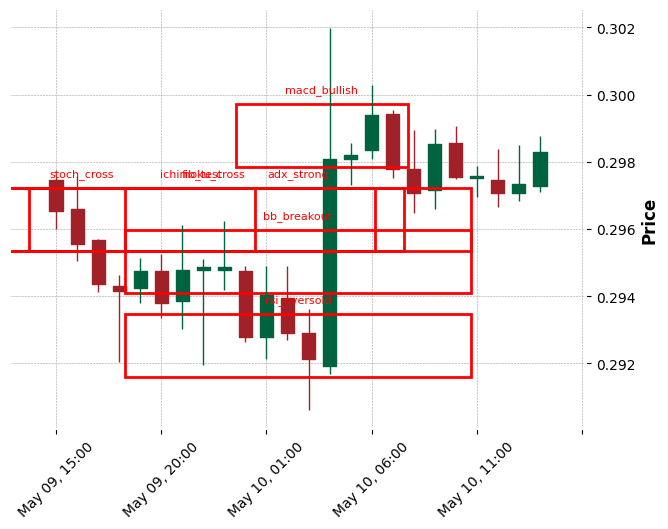 0.302
macd_bullish
0.300
0.298
stoch_cross
adx_strong
0.296
bb_breakout
Price
0.294
rsi_oversold
0.292
May 09, 15:00
May 09, 20:00
May 10, 01:00
May 10, 06:00
May 10, 11:00